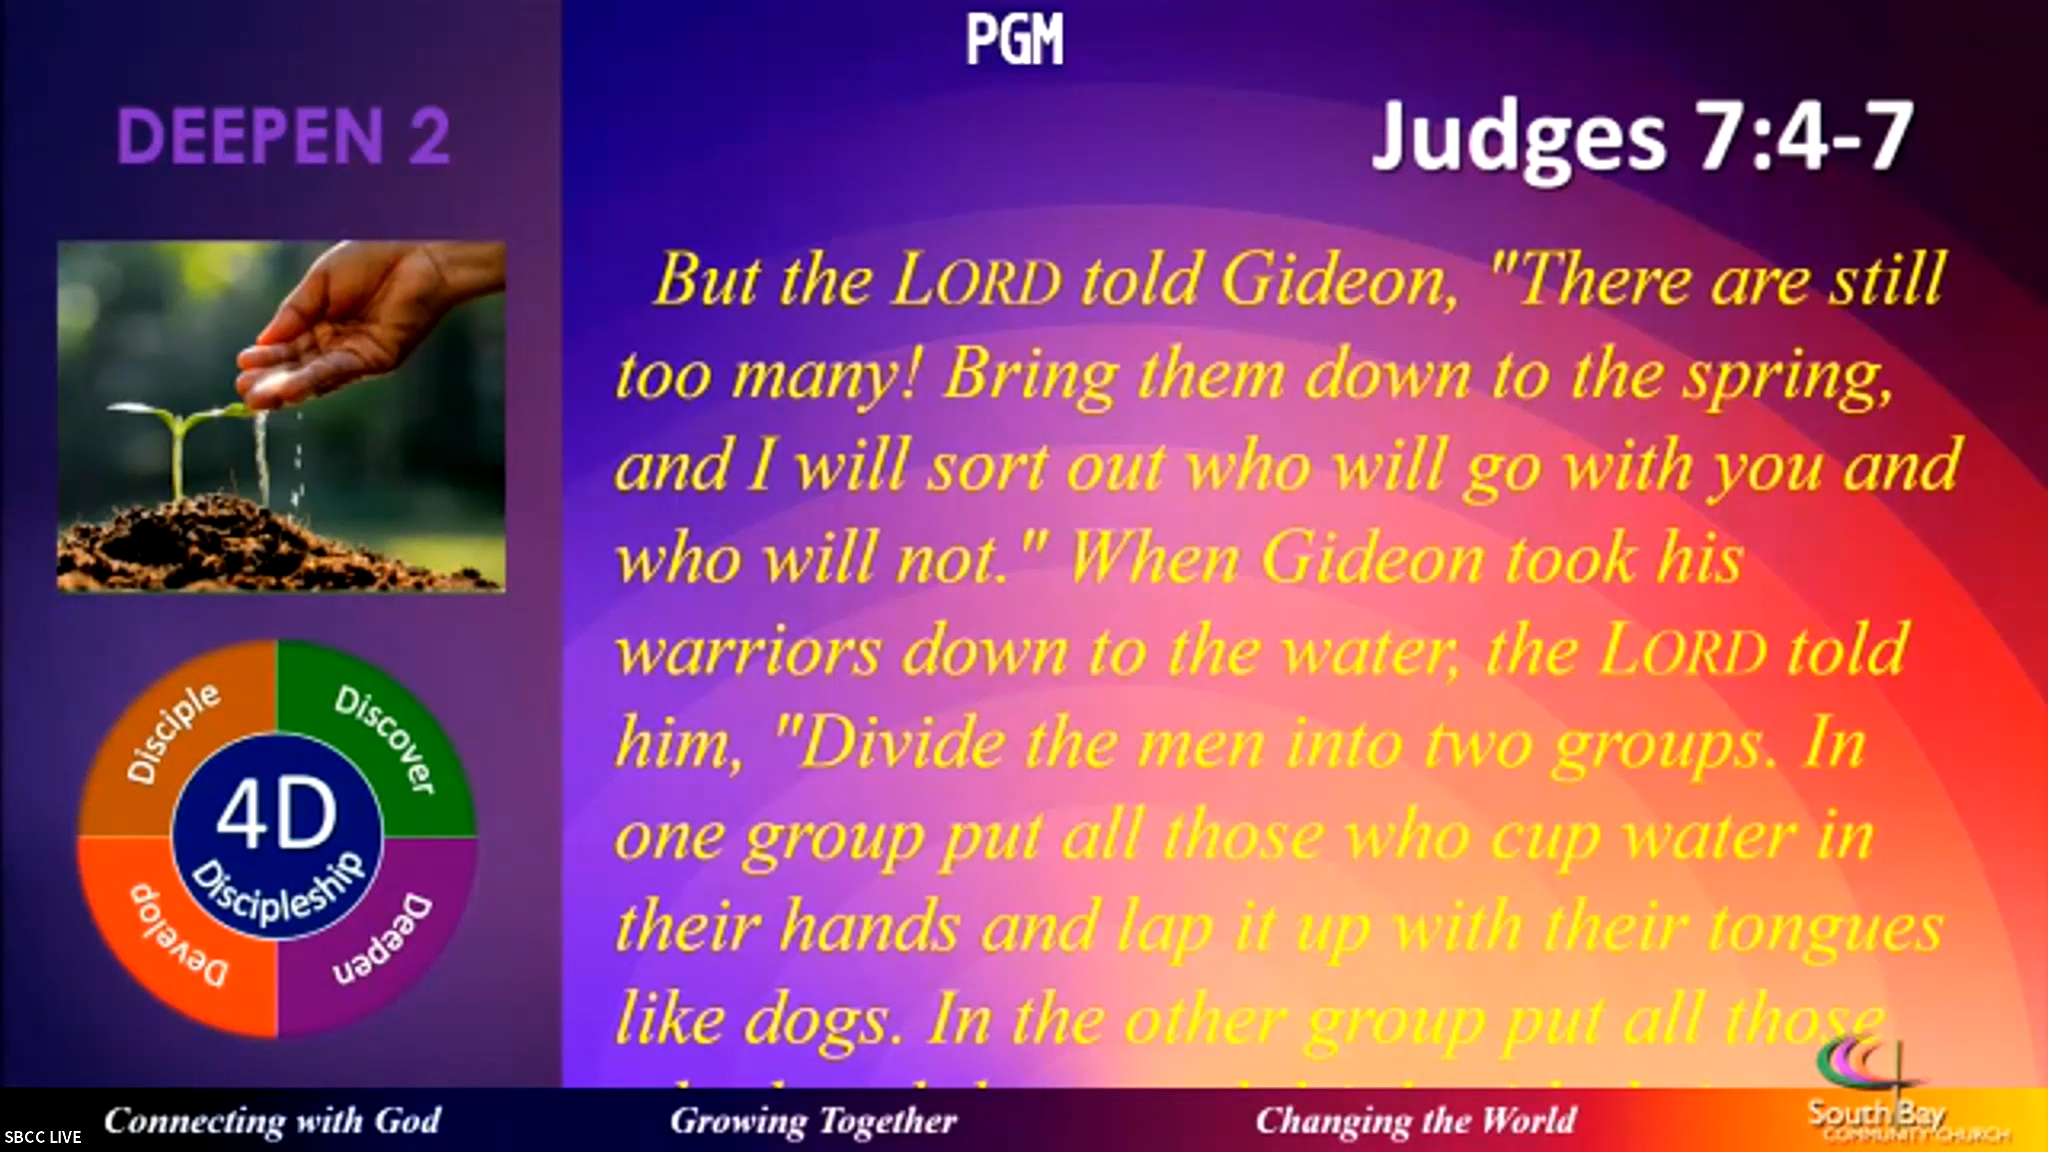 PGM
DEEPEN 2
Judges 7:4-7
But the LORD told Gideon, "There are still
too many! Bring them down to the spring,
and I will sort out who will go with you and
who will not." When Gideon took his
warriors down to the water, the LORD told
him, "Divide the men into two groups. In
one group put all those who cup water in
their hands and lap it up with their tongues
like dogs. In the other group put all those
Disciple
Discover
4D
Discipleship
Develop
Deepen
Connecting with God
Growing Together
Changing the World
South Bay
COMMUNITY CHURCH
SBCC LIVE